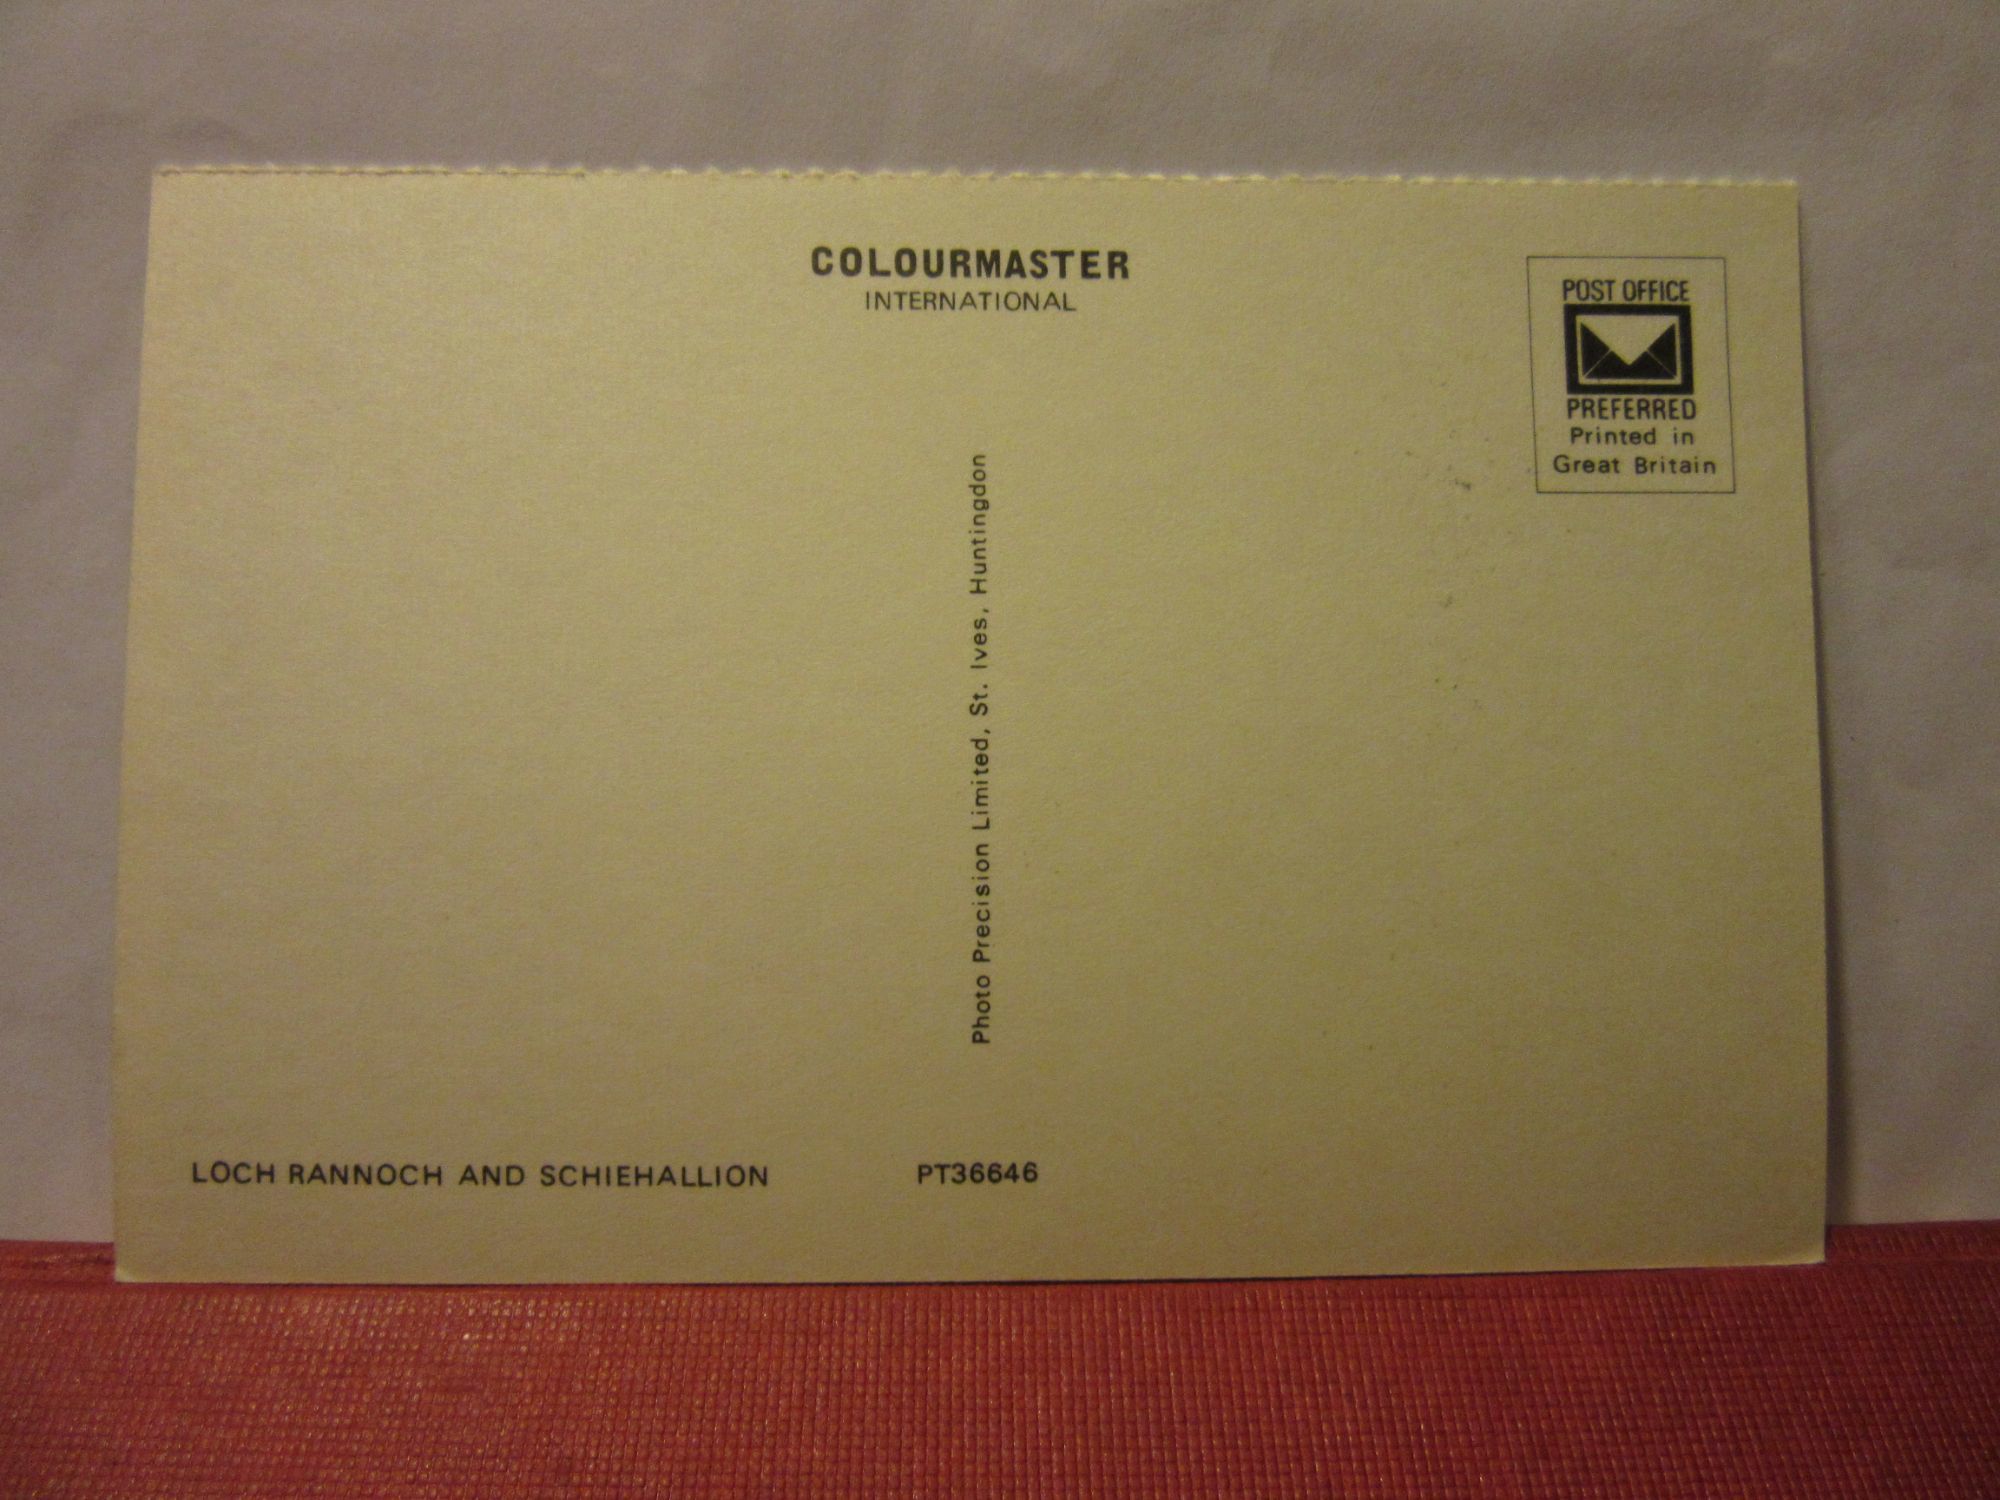 COLOURMASTER
INTERNATIONAL
POST OFFICE
PREFERRED
Printed in
Great Britain
Photo Precision Limited, St. Ives, Huntingdon
LOCH RANNOCH AND SCHIEHALLION
PT36646